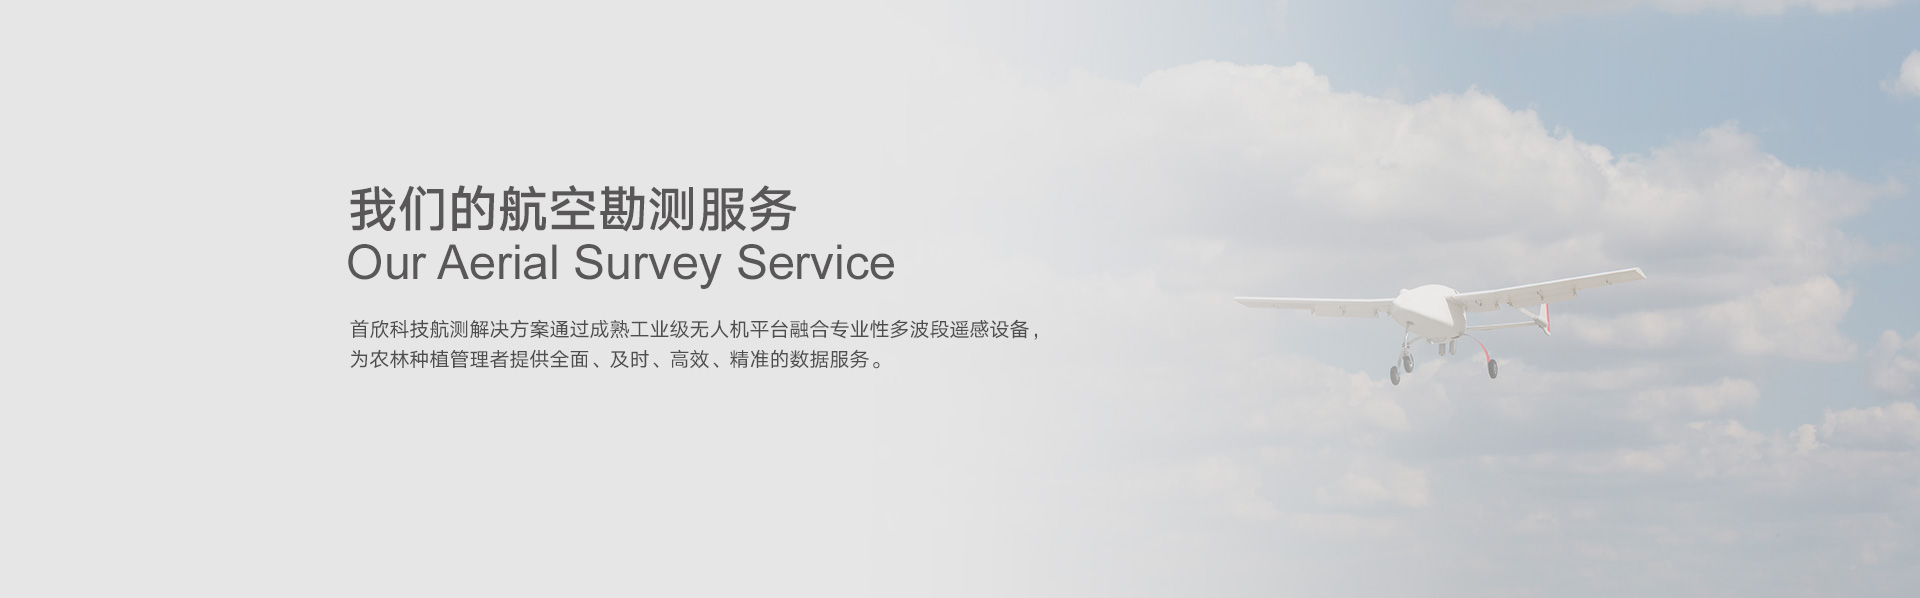 我们的航空勘测服务
Our Aerial Survey Service
首欣科技航测解决方案通过成熟工业级无人机平台融合专业性多波段遥感设备，
为农林种植管理者提供全面、及时、高效、精准的数据服务。